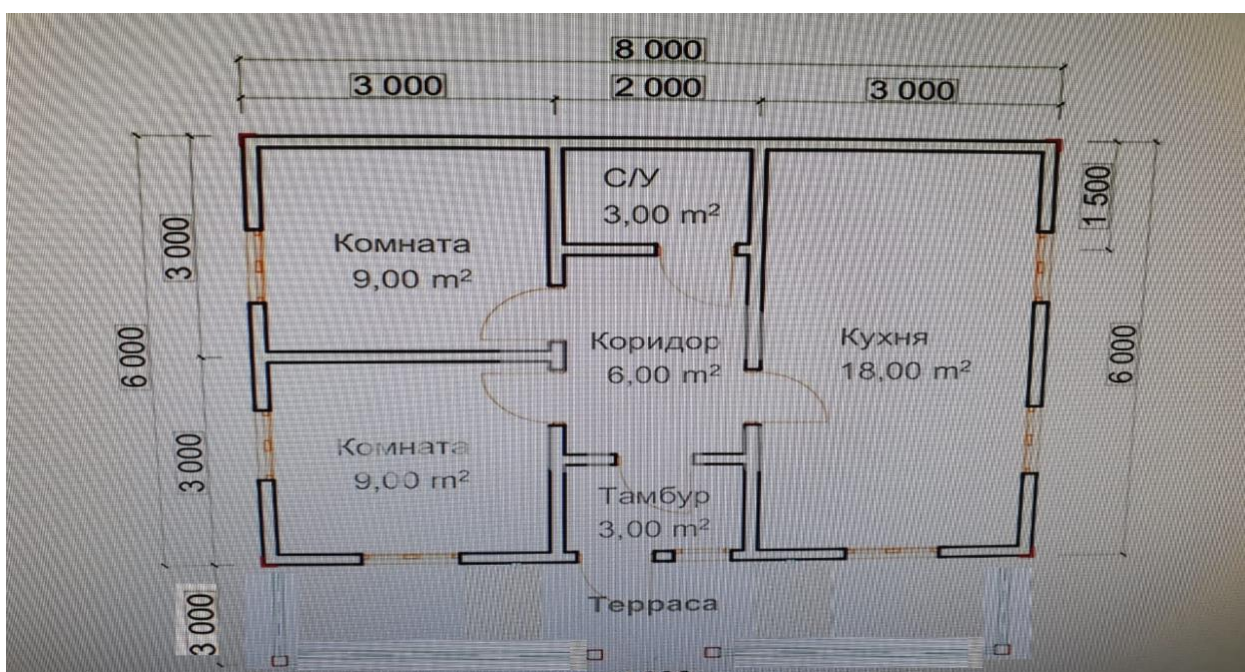 8 000
3 000
2 000
3 000
С/У
3,00 m²
1 500
3 000
Комната
9,00 m²
6 000
Коридор
6,00 m²
Кухня
18,00 m²
6 000
3 000
Комната
9,00 m²
Тамбур
3,00 m²
Терраса
3 000